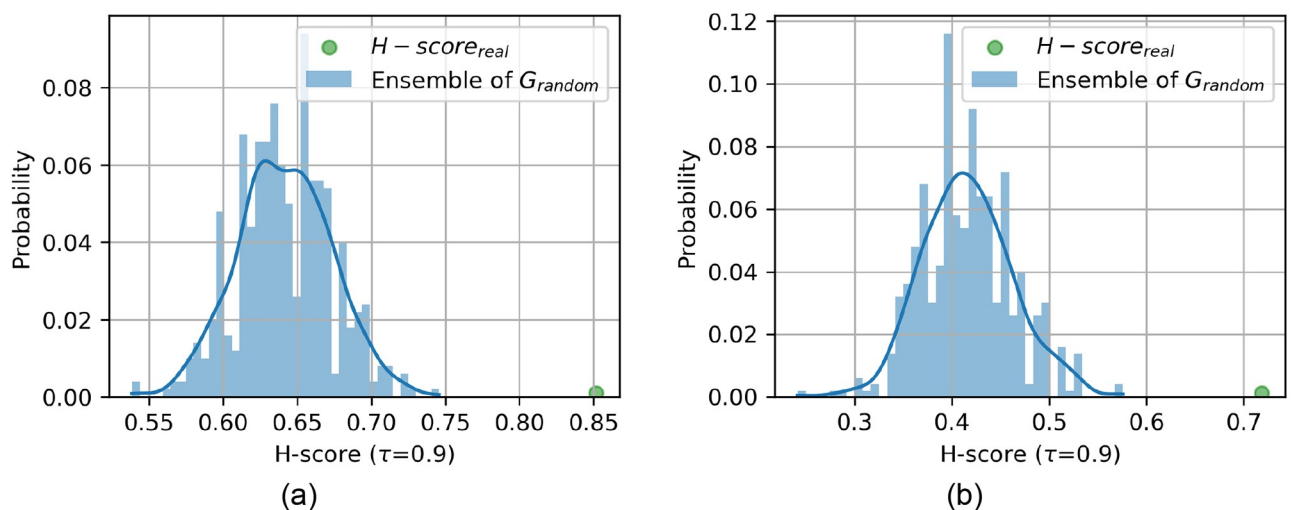 H − score_real
Ensemble of G_random
0.08
0.06
0.04
0.02
0.00
Probability
0.55 0.60 0.65 0.70 0.75 0.80 0.85
H-score (τ=0.9)
(a)
0.12
H − score_real
Ensemble of G_random
0.10
0.08
0.06
0.04
0.02
0.00
Probability
0.3 0.4 0.5 0.6 0.7
H-score (τ=0.9)
(b)